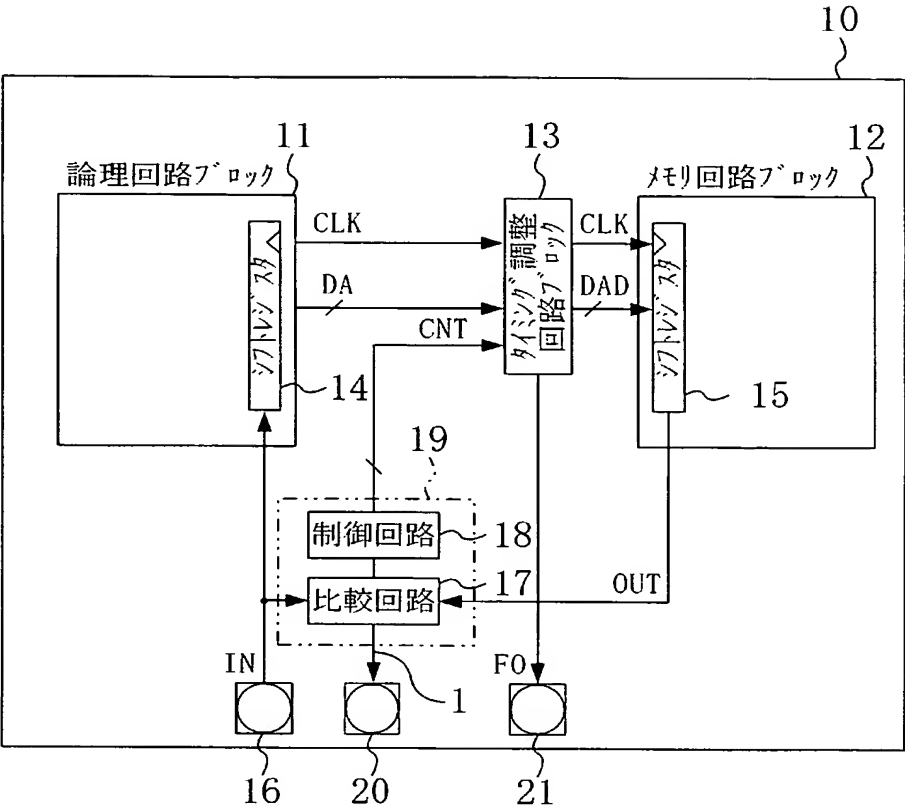 10
論理回路ブロック
11
13
メモリ回路ブロック
12
CLK
CLK
DA
DAD
CNT
シフトレジスタ
タイミング調整
回路ブロック
シフトレジスタ
14
15
19
制御回路
18
比較回路
17
OUT
IN
1
FO
16
20
21